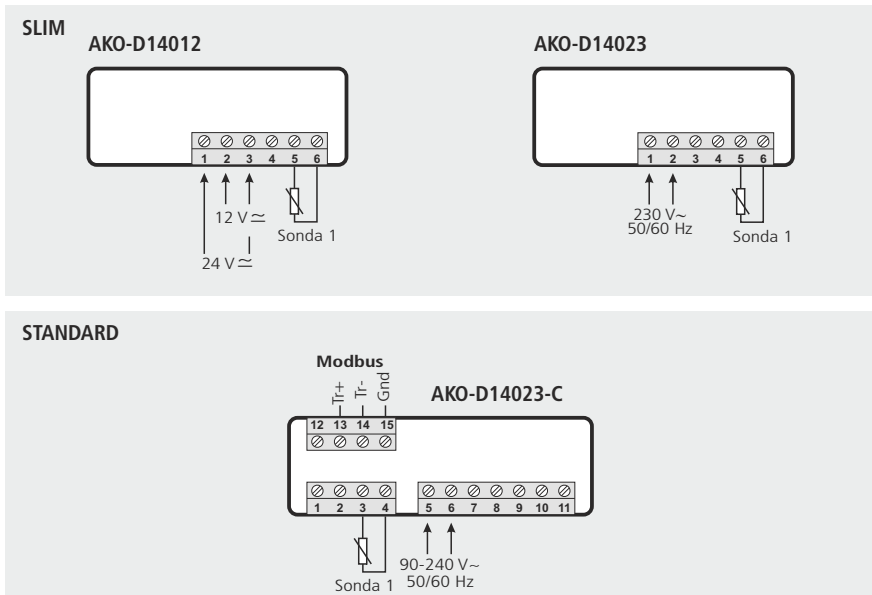 SLIM
AKO-D14012
1 2 3 4 5 6
12 V ≃
Sonda 1
24 V ≃
AKO-D14023
1 2 3 4 5 6
230 V~
50/60 Hz
Sonda 1
STANDARD
Modbus
Tr+ Tr- Gnd
AKO-D14023-C
12 13 14 15
1 2 3 4 5 6 7 8 9 10 11
Sonda 1
90-240 V~
50/60 Hz